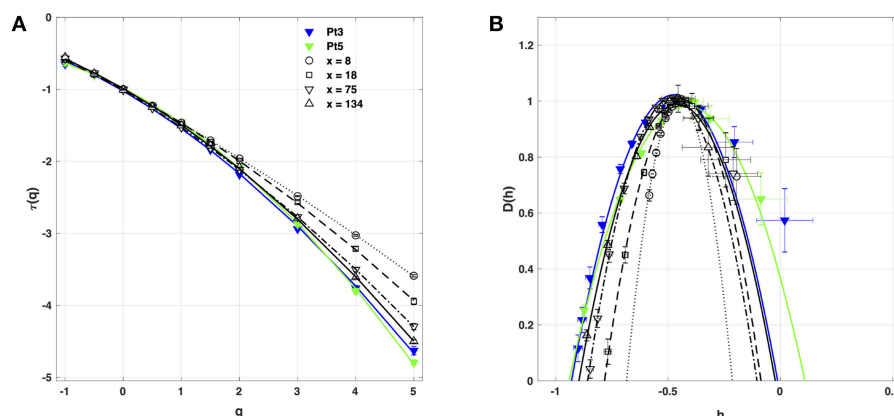 A
0
-1
-2
-3
-4
-5
τ(q)
-1
0
1
2
3
4
5
q
Pt3
Pt5
x = 8
x = 18
x = 75
x = 134
B
1.2
1
0.8
0.6
0.4
0.2
0
D(h)
-1
-0.5
0
0.
h